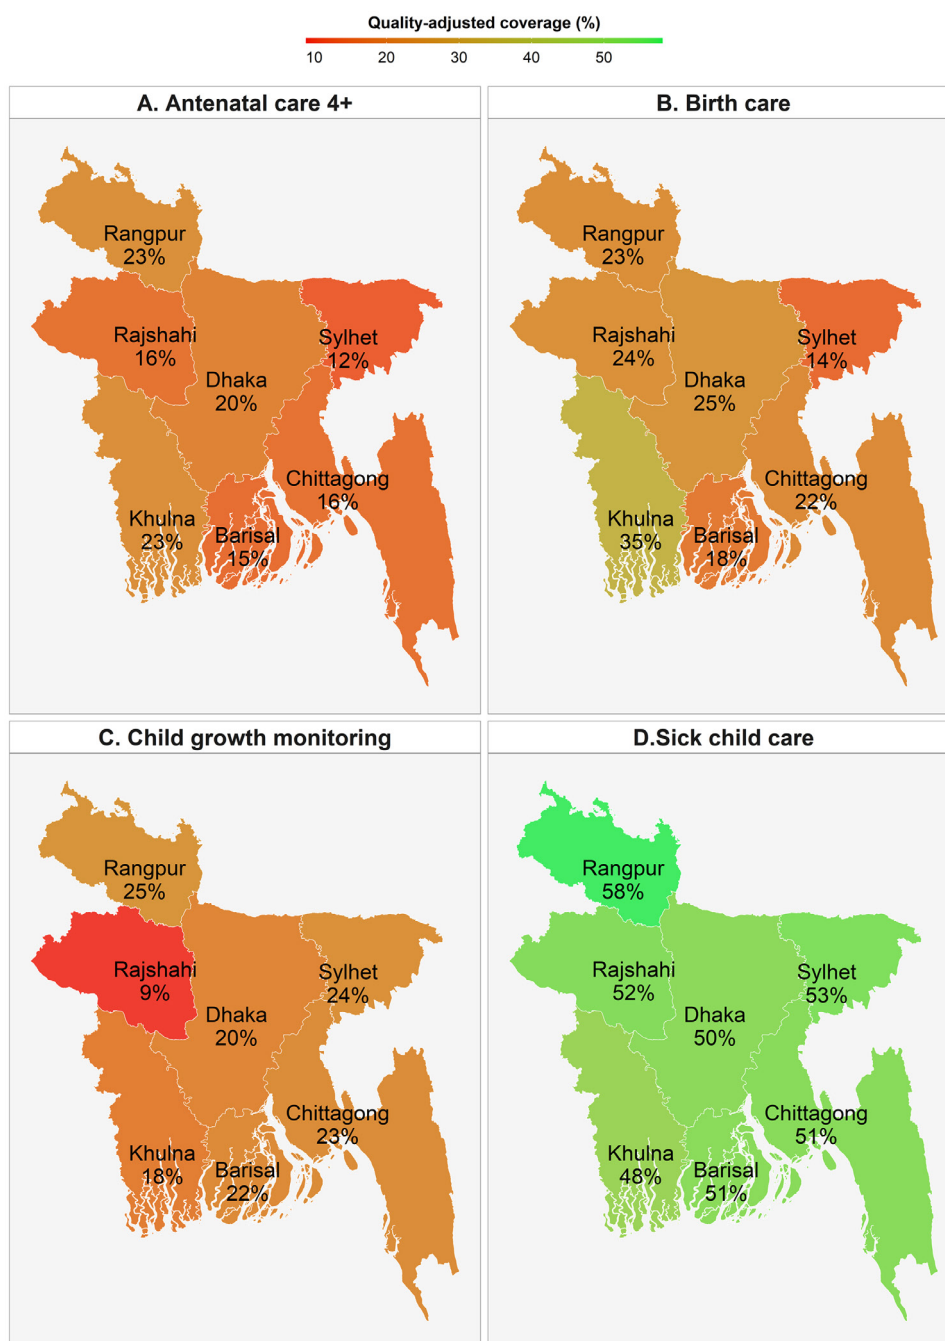 Quality-adjusted coverage (%)
10 20 30 40 50
A. Antenatal care 4+
Rangpur
23%
Rajshahi
16%
Sylhet
12%
Dhaka
20%
Chittagong
16%
Khulna
23%
Barisal
15%
B. Birth care
Rangpur
23%
Rajshahi
24%
Sylhet
14%
Dhaka
25%
Chittagong
22%
Khulna
35%
Barisal
18%
C. Child growth monitoring
Rangpur
25%
Rajshahi
9%
Sylhet
24%
Dhaka
20%
Chittagong
23%
Khulna
18%
Barisal
22%
D.Sick child care
Rangpur
58%
Rajshahi
52%
Sylhet
53%
Dhaka
50%
Chittagong
51%
Khulna
48%
Barisal
51%